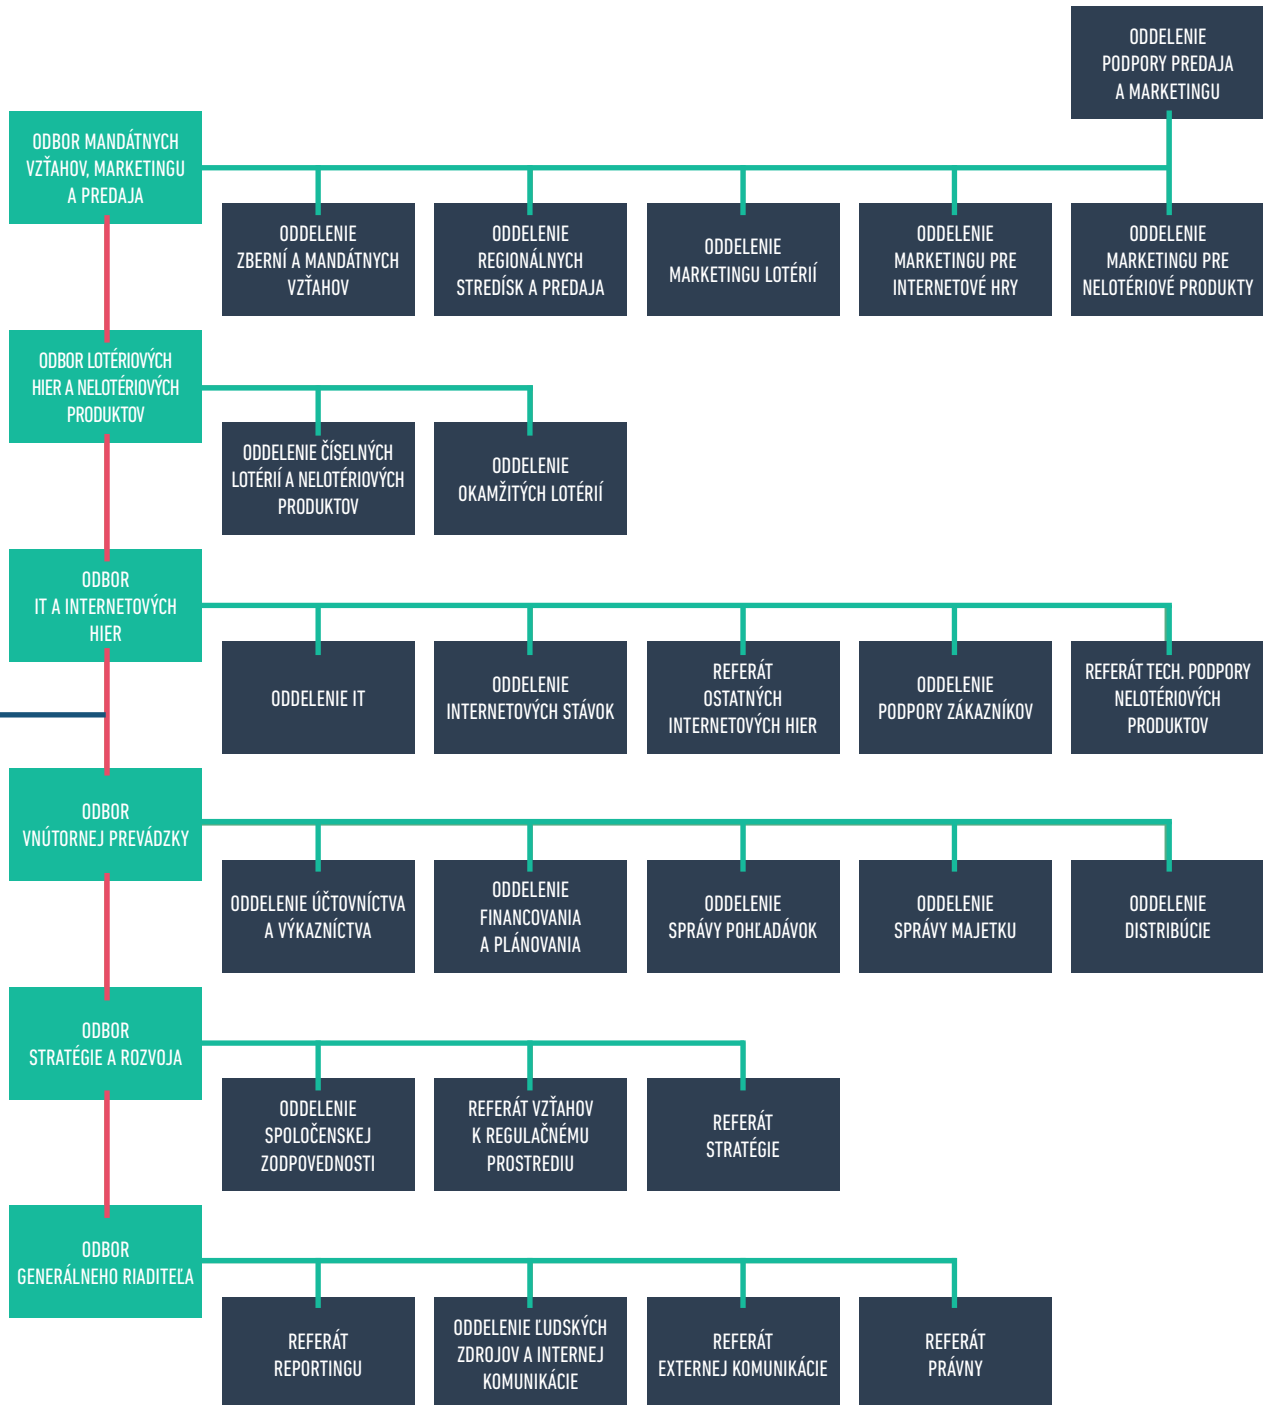 ODDELENIE
PODPORY PREDAJA
A MARKETINGU
ODBOR MANDÁTNYCH
VZŤAHOV, MARKETINGU
A PREDAJA
ODDELENIE
ZBERNÍ A MANDÁTNYCH
VZŤAHOV
ODDELENIE
REGIONÁLNYCH
STREDÍSK A PREDAJA
ODDELENIE
MARKETINGU LOTÉRIÍ
ODDELENIE
MARKETINGU PRE
INTERNETOVÉ HRY
ODDELENIE
MARKETINGU PRE
NELOTÉRIOVÉ PRODUKTY
ODBOR LOTÉRIOVÝCH
HIER A NELOTÉRIOVÝCH
PRODUKTOV
ODDELENIE ČÍSELNÝCH
LOTÉRIÍ A NELOTÉRIOVÝCH
PRODUKTOV
ODDELENIE
OKAMŽITÝCH LOTÉRIÍ
ODBOR
IT A INTERNETOVÝCH
HIER
ODDELENIE IT
ODDELENIE
INTERNETOVÝCH STÁVOK
REFERÁT
OSTATNÝCH
INTERNETOVÝCH HIER
ODDELENIE
PODPORY ZÁKAZNÍKOV
REFERÁT TECH. PODPORY
NELOTÉRIOVÝCH
PRODUKTOV
ODBOR
VNÚTORNEJ PREVÁDZKY
ODDELENIE ÚČTOVNÍCTVA
A VÝKAZNÍCTVA
ODDELENIE
FINANCOVANIA
A PLÁNOVANIA
ODDELENIE
SPRÁVY POHĽADÁVOK
ODDELENIE
SPRÁVY MAJETKU
ODDELENIE
DISTRIBÚCIE
ODBOR
STRATÉGIE A ROZVOJA
ODDELENIE
SPOLOČENSKEJ
ZODPOVEDNOSTI
REFERÁT VZŤAHOV
K REGULAČNÉMU
PROSTREDIU
REFERÁT
STRATÉGIE
ODBOR
GENERÁLNEHO RIADITEĽA
REFERÁT
REPORTINGU
ODDELENIE ĽUDSKÝCH
ZDROJOV A INTERNEJ
KOMUNIKÁCIE
REFERÁT
EXTERNEJ KOMUNIKÁCIE
REFERÁT
PRÁVNY